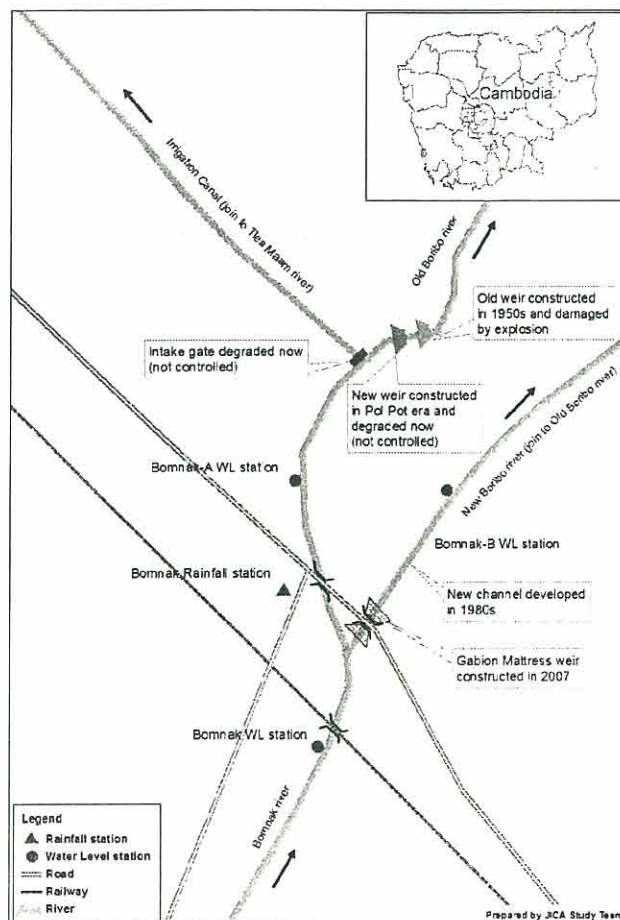 Cambodia
Irrigation Canal (join to Tlea Maam river)
Old Boribo river
Old weir constructed
in 1950s and damaged
by explosion
Intake gate degraded now
(not controlled)
New weir constructed
in Pol Pot era and
degraced now
(not controlled)
New Boribo river (join to Old Boribo river)
Bomnak-A WL station
Bomnak-B WL station
Bomnak Rainfall station
New channel developed
in 1980s
Gabion Mattress weir
constructed in 2007
Bomnak WL station
Bomnak river
Legend
Rainfall station
Water Level station
Road
Railway
River
Prepared by JICA Study Team